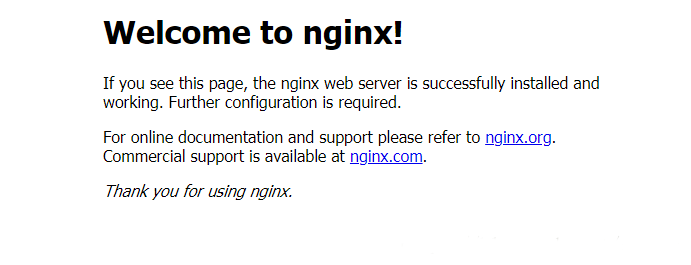 Welcome to nginx!
If you see this page, the nginx web server is successfully installed and
working. Further configuration is required.
For online documentation and support please refer to nginx.org.
Commercial support is available at nginx.com.
Thank you for using nginx.